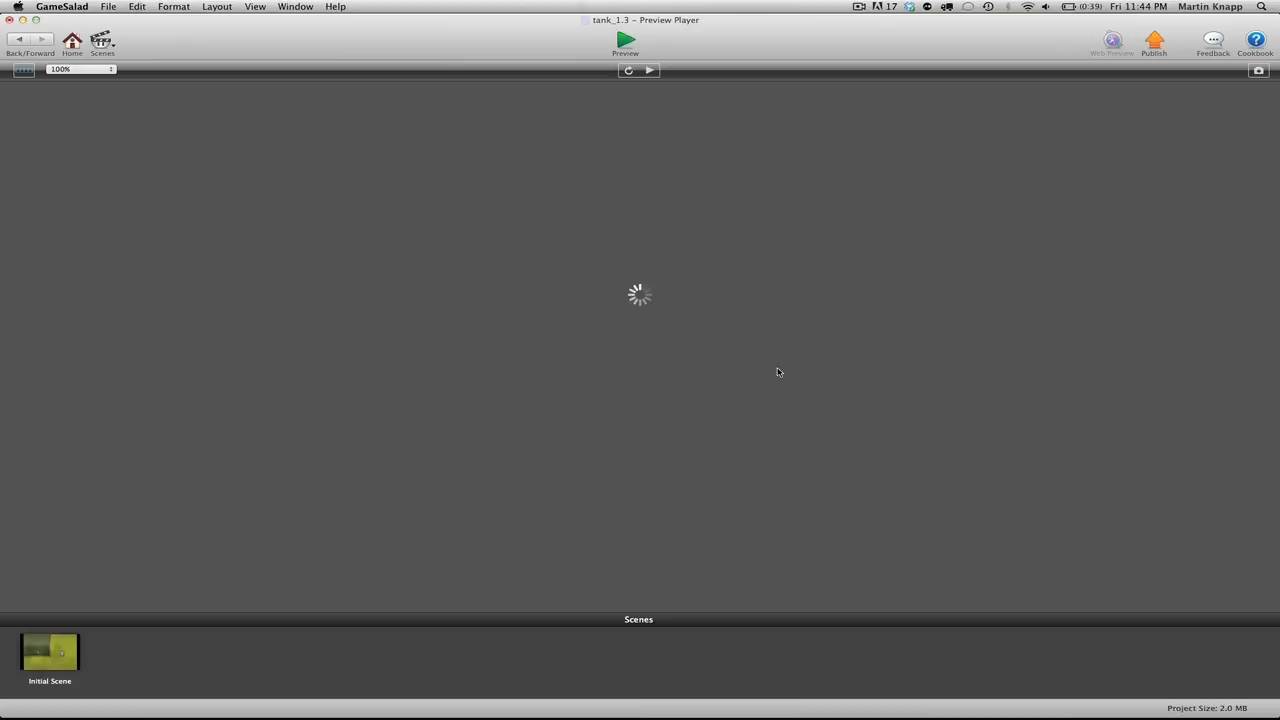 GameSalad File Edit Format Layout View Window Help 17 (0:39) Fri 11:44 PM Martin Knapp
tank_1.3 – Preview Player
Back/Forward Home Scenes Preview Web Preview Publish Feedback Cookbook
100%
Scenes
Initial Scene
Project Size: 2.0 MB